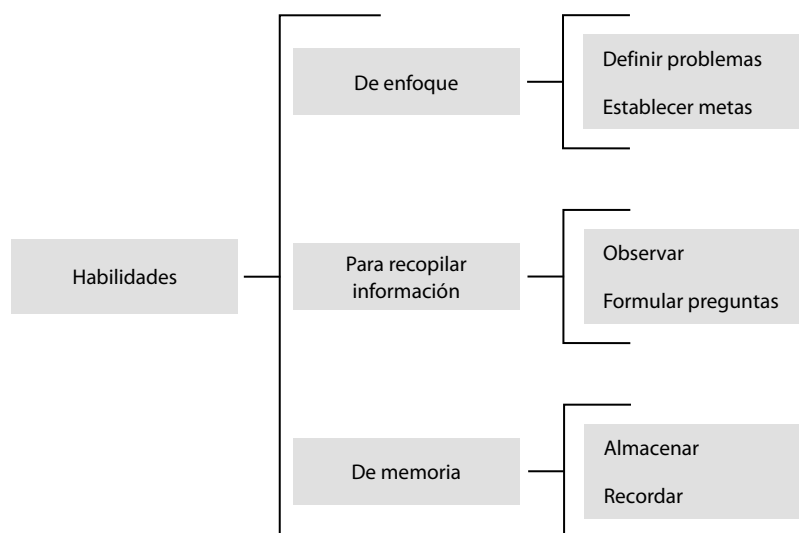 Habilidades
De enfoque
Definir problemas
Establecer metas
Para recopilar
información
Observar
Formular preguntas
De memoria
Almacenar
Recordar